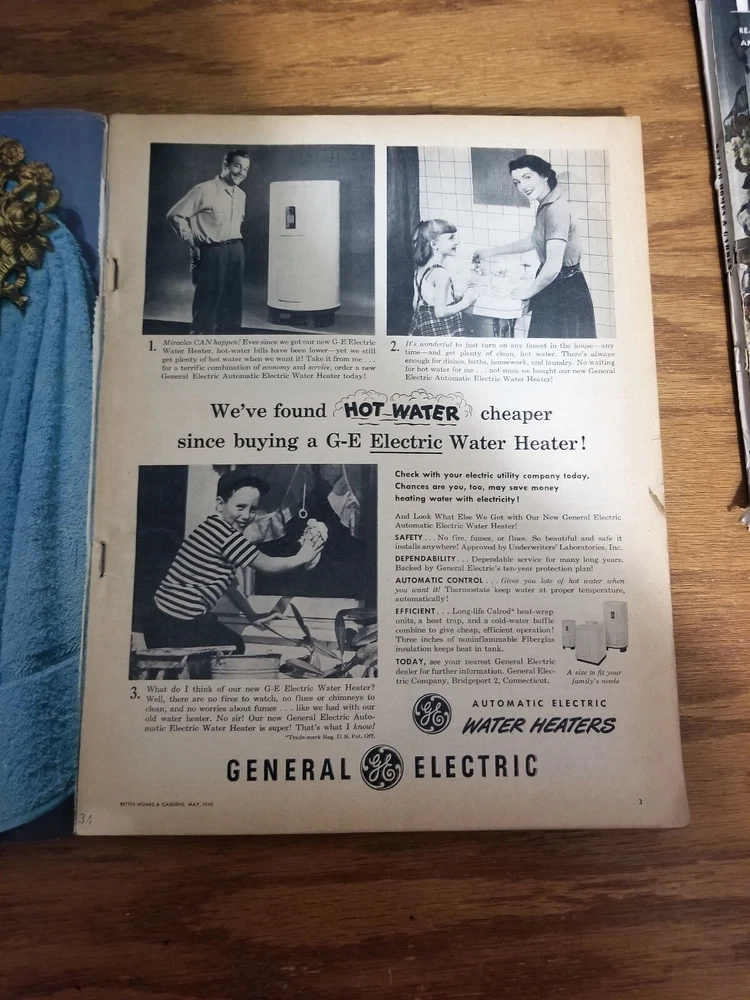 1. Miracles CAN happen! Ever since we got our new G-E Electric
Water Heater, hot-water bills have been lower—yet we still
get plenty of hot water when we want it! Take it from me . . .
for a terrific combination of economy and service, order a new
General Electric Automatic Electric Water Heater today!
2. It's wonderful to just turn on any faucet in the house—any
time—and get plenty of clean, hot water. There's always
enough for dishes, baths, homework, and laundry. No waiting
for hot water for me . . . not since we bought our new General
Electric Automatic Electric Water Heater!
We've found HOT WATER cheaper
since buying a G-E Electric Water Heater!
Check with your electric utility company today.
Chances are you, too, may save money
heating water with electricity!
And Look What Else We Got with Our New General Electric
Automatic Electric Water Heater!
SAFETY . . . No fire, fumes, or flues. So beautiful and safe it
installs anywhere! Approved by Underwriters' Laboratories, Inc.
DEPENDABILITY . . . Dependable service for many long years.
Backed by General Electric's ten-year protection plan!
AUTOMATIC CONTROL . . . Gives you lots of hot water when
you want it! Thermostats keep water at proper temperature,
automatically!
EFFICIENT . . . Long-life Calrod* heat-wrap
units, a heat trap, and a cold-water baffle
combine to give cheap, efficient operation!
Three inches of noninflammable Fiberglas
insulation keeps heat in tank.
TODAY, see your nearest General Electric
dealer for further information. General Elec-
tric Company, Bridgeport 2, Connecticut.
A size to fit your
family's needs
3. What do I think of our new G-E Electric Water Heater?
Well, there are no fires to watch, no flues or chimneys to
clean, and no worries about fumes . . . like we had with our
old water heater. No sir! Our new General Electric Auto-
matic Electric Water Heater is super! That's what I know!
*Trade-mark Reg. U. S. Pat. Off.
GE
AUTOMATIC ELECTRIC
WATER HEATERS
GENERAL GE ELECTRIC
BETTER HOMES & GARDENS, MAY, 1949
3
31